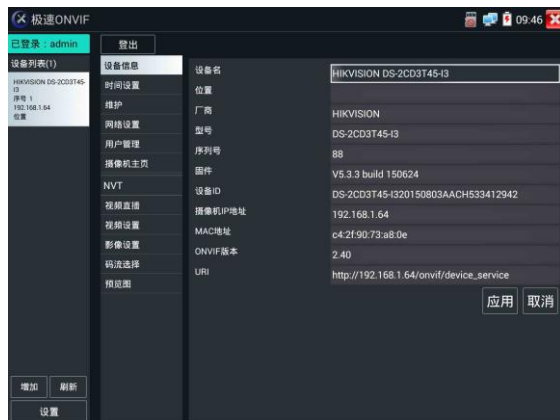 极速ONVIF
09:46
已登录：admin
登出
设备列表(1)
HIKVISION DS-2CD3T45-I3
序号 1
192.168.1.64
位置
设备信息
时间设置
维护
网络设置
用户管理
摄像机主页
NVT
视频直播
视频设置
影像设置
码流选择
预览图
设备名 HIKVISION DS-2CD3T45-I3
位置
厂商 HIKVISION
型号 DS-2CD3T45-I3
序列号 88
固件 V5.3.3 build 150624
设备ID DS-2CD3T45-I320150803AACH533412942
摄像机IP地址 192.168.1.64
MAC地址 c4:2f:90:73:a8:0e
ONVIF版本 2.40
URI http://192.168.1.64/onvif/device_service
应用 取消
增加 刷新
设置